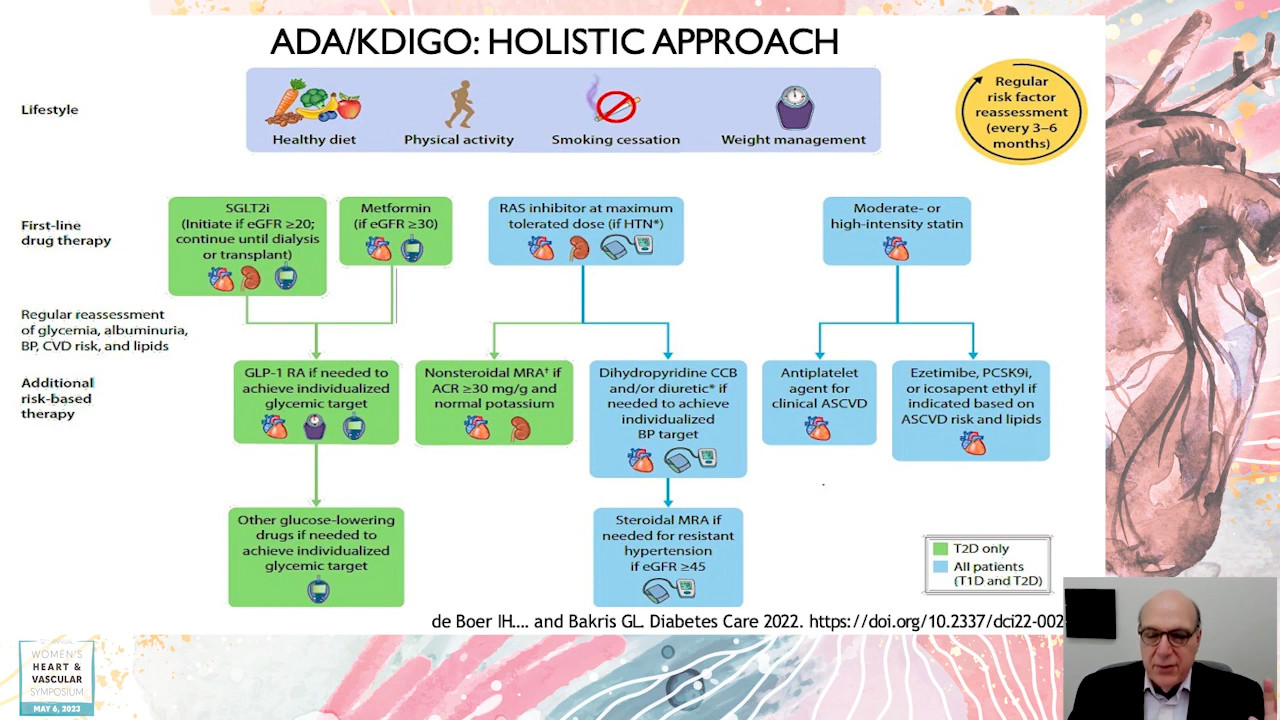 ADA/KDIGO: HOLISTIC APPROACH
Lifestyle
Healthy diet
Physical activity
Smoking cessation
Weight management
Regular
risk factor
reassessment
(every 3–6
months)
First-line
drug therapy
SGLT2i
(Initiate if eGFR ≥20;
continue until dialysis
or transplant)
Metformin
(if eGFR ≥30)
RAS inhibitor at maximum
tolerated dose (if HTN*)
Moderate- or
high-intensity statin
Regular reassessment
of glycemia, albuminuria,
BP, CVD risk, and lipids
Additional
risk-based
therapy
GLP-1 RA if needed to
achieve individualized
glycemic target
Nonsteroidal MRA† if
ACR ≥30 mg/g and
normal potassium
Dihydropyridine CCB
and/or diuretic* if
needed to achieve
individualized
BP target
Antiplatelet
agent for
clinical ASCVD
Ezetimibe, PCSK9i,
or icosapent ethyl if
indicated based on
ASCVD risk and lipids
Other glucose-lowering
drugs if needed to
achieve individualized
glycemic target
Steroidal MRA if
needed for resistant
hypertension
if eGFR ≥45
T2D only
All patients
(T1D and T2D)
de Boer IH.... and Bakris GL. Diabetes Care 2022. https://doi.org/10.2337/dci22-002
WOMEN'S
HEART &
VASCULAR
SYMPOSIUM
MAY 6, 2023